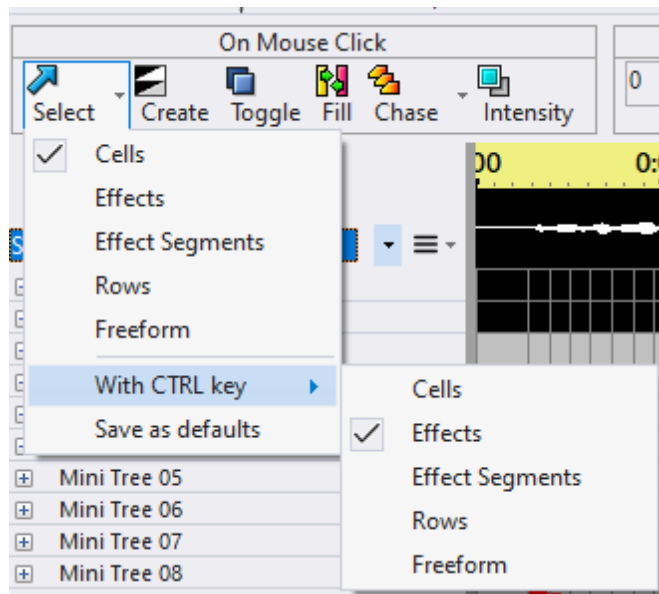 On Mouse Click
Select Create Toggle Fill Chase Intensity
0
Cells
Effects
Effect Segments
Rows
Freeform
With CTRL key
Save as defaults
Cells
Effects
Effect Segments
Rows
Freeform
00 0:
S
Mini Tree 05
Mini Tree 06
Mini Tree 07
Mini Tree 08